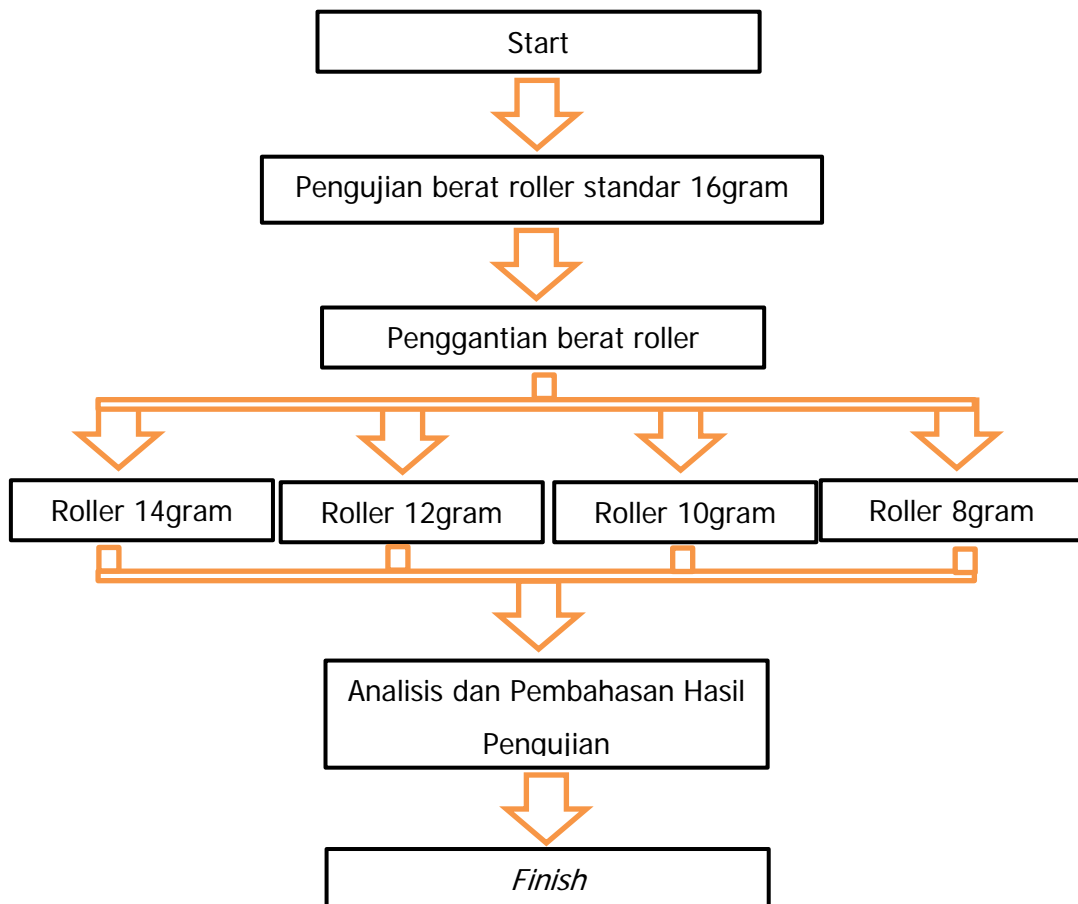 Start
Pengujian berat roller standar 16gram
Penggantian berat roller
Roller 14gram
Roller 12gram
Roller 10gram
Roller 8gram
Analisis dan Pembahasan Hasil
Pengujian
Finish